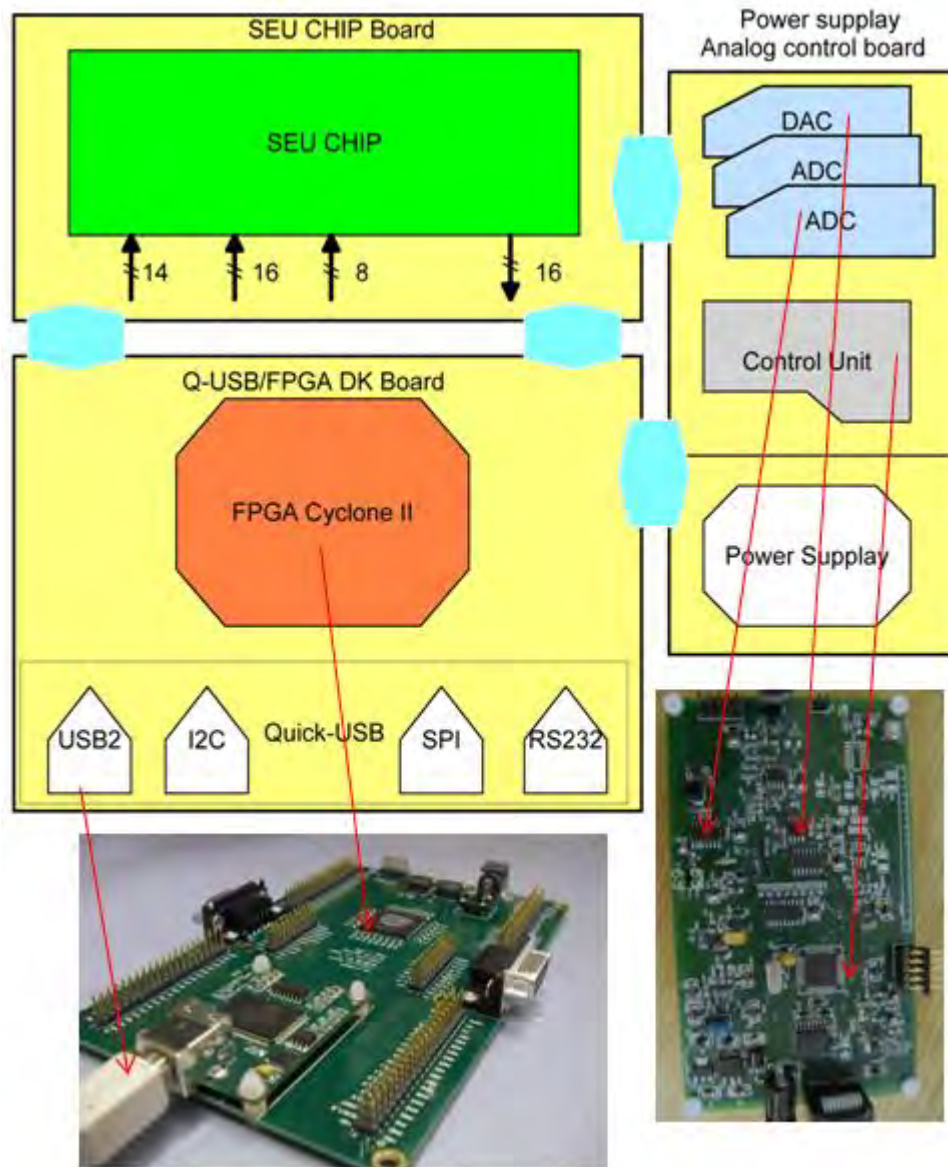 SEU CHIP Board
SEU CHIP
14
16
8
16
Power supplay
Analog control board
DAC
ADC
ADC
Control Unit
Power Supplay
Q-USB/FPGA DK Board
FPGA Cyclone II
USB2
I2C
Quick-USB
SPI
RS232